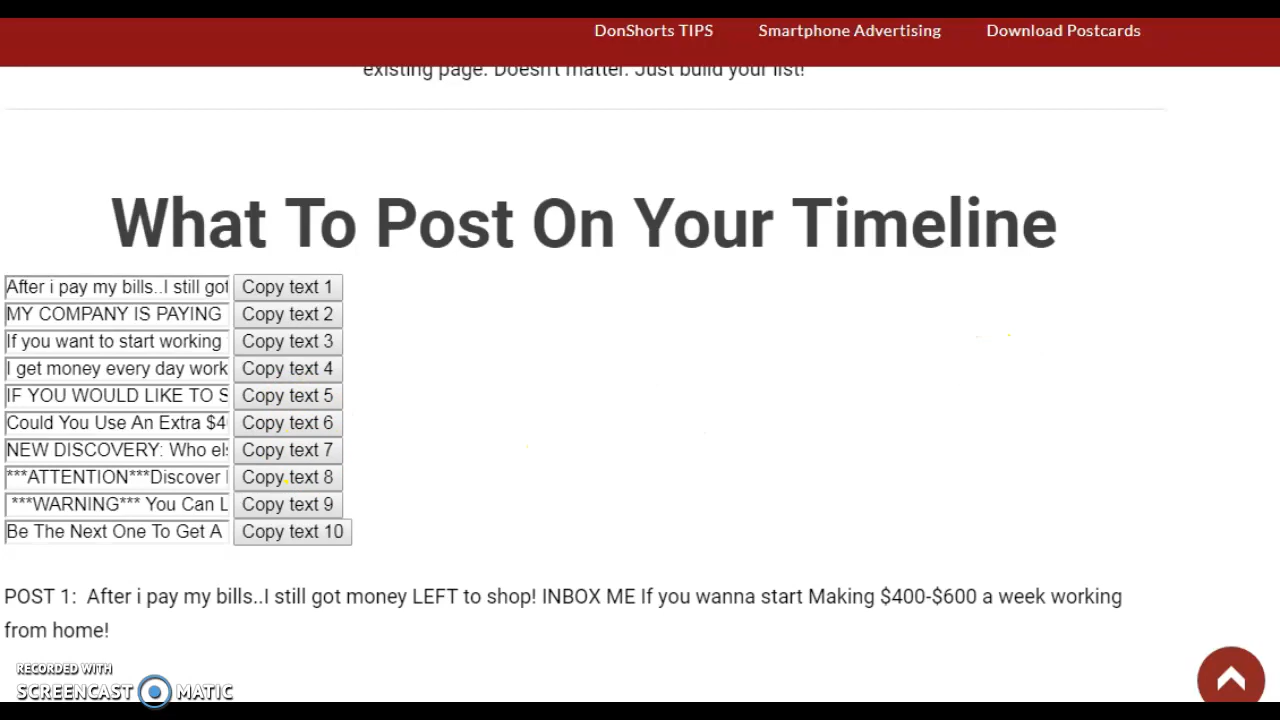 DonShorts TIPS Smartphone Advertising Download Postcards
existing page. Doesn't matter. Just build your list!
What To Post On Your Timeline
After i pay my bills..I still got Copy text 1
MY COMPANY IS PAYING Copy text 2
If you want to start working Copy text 3
I get money every day work Copy text 4
IF YOU WOULD LIKE TO S Copy text 5
Could You Use An Extra $4 Copy text 6
NEW DISCOVERY: Who els Copy text 7
***ATTENTION***Discover Copy text 8
***WARNING*** You Can L Copy text 9
Be The Next One To Get A Copy text 10
POST 1: After i pay my bills..I still got money LEFT to shop! INBOX ME If you wanna start Making $400-$600 a week working
from home!
RECORDED WITH
SCREENCAST MATIC